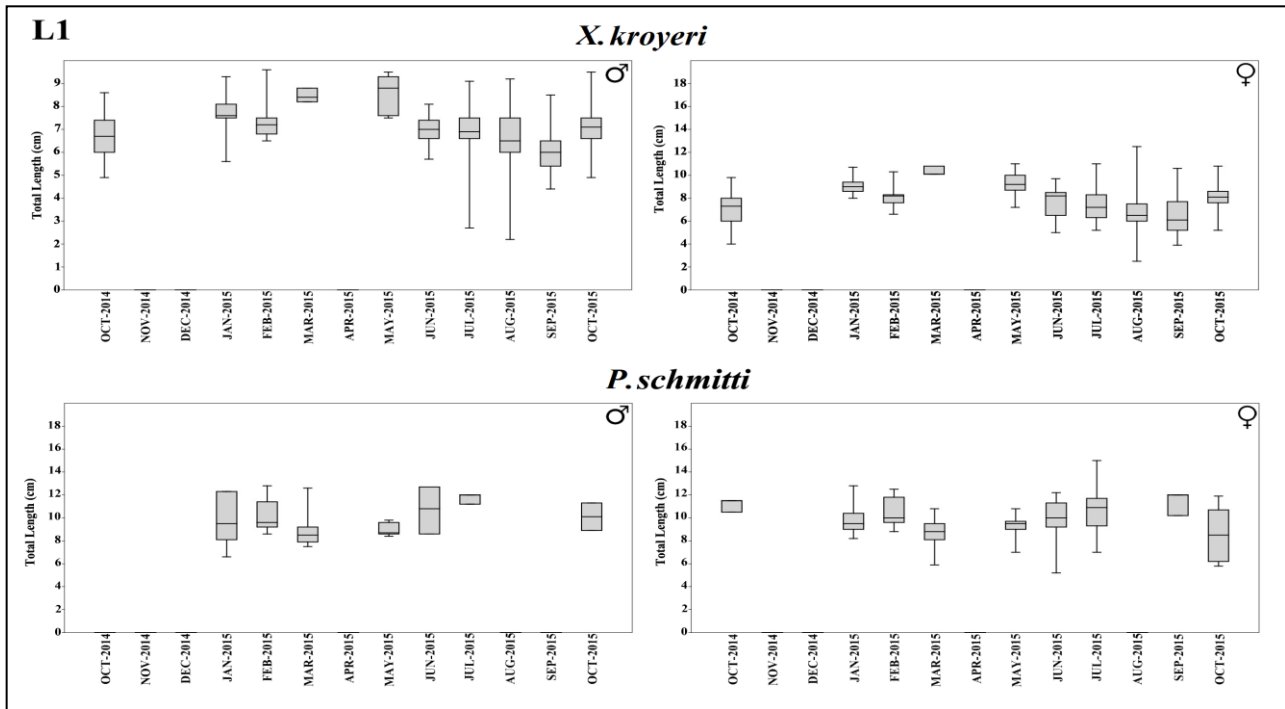 L1
X. kroyeri
♂
Total Length (cm)
9
8
7
6
5
4
3
2
1
0
OCT-2014
NOV-2014
DEC-2014
JAN-2015
FEB-2015
MAR-2015
APR-2015
MAY-2015
JUN-2015
JUL-2015
AUG-2015
SEP-2015
OCT-2015
♀
Total Length (cm)
18
16
14
12
10
8
6
4
2
0
OCT-2014
NOV-2014
DEC-2014
JAN-2015
FEB-2015
MAR-2015
APR-2015
MAY-2015
JUN-2015
JUL-2015
AUG-2015
SEP-2015
OCT-2015
P. schmitti
♂
Total Length (cm)
18
16
14
12
10
8
6
4
2
0
OCT-2014
NOV-2014
DEC-2014
JAN-2015
FEB-2015
MAR-2015
APR-2015
MAY-2015
JUN-2015
JUL-2015
AUG-2015
SEP-2015
OCT-2015
♀
Total Length (cm)
18
16
14
12
10
8
6
4
2
0
OCT-2014
NOV-2014
DEC-2014
JAN-2015
FEB-2015
MAR-2015
APR-2015
MAY-2015
JUN-2015
JUL-2015
AUG-2015
SEP-2015
OCT-2015